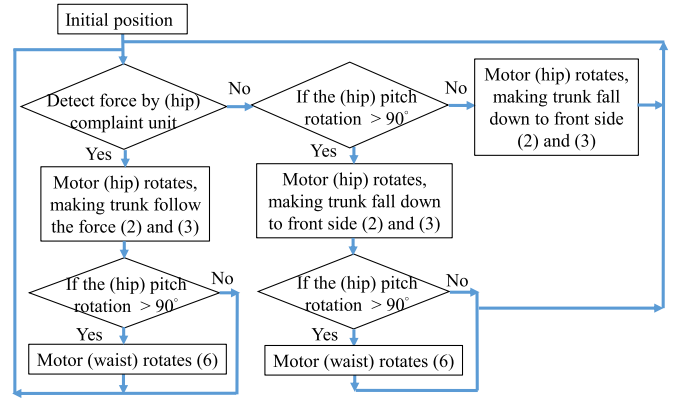 Initial position
Detect force by (hip)
complaint unit
No
Yes
If the (hip) pitch
rotation > 90°
No
Yes
Motor (hip) rotates,
making trunk fall
down to front side
(2) and (3)
Motor (hip) rotates,
making trunk follow
the force (2) and (3)
Motor (hip) rotates,
making trunk fall down
to front side (2) and (3)
If the (hip) pitch
rotation > 90°
No
Yes
If the (hip) pitch
rotation > 90°
No
Yes
Motor (waist) rotates (6)
Motor (waist) rotates (6)